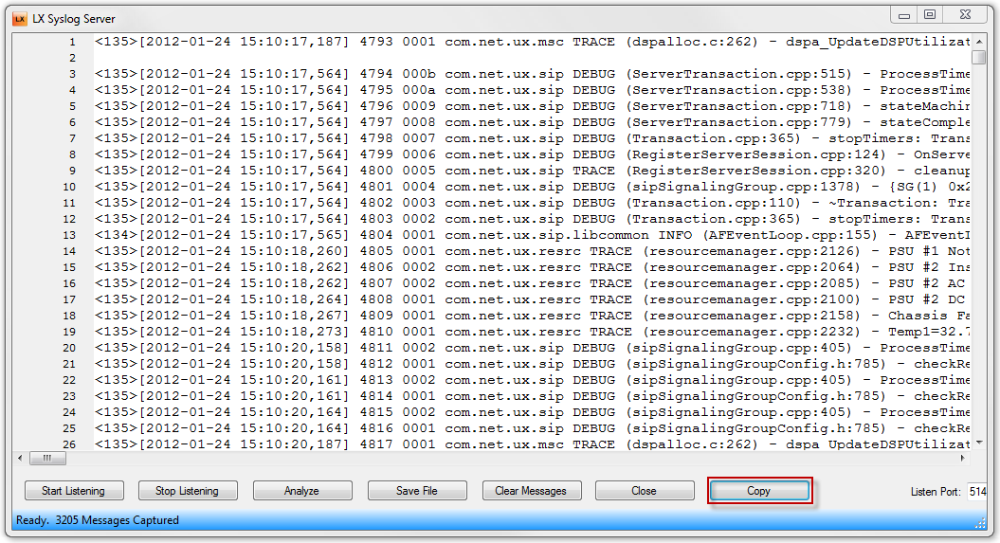 LX LX Syslog Server
1 <135>[2012-01-24 15:10:17,187] 4793 0001 com.net.ux.msc TRACE (dspalloc.c:262) - dspa_UpdateDSPUtilizat
2
3 <135>[2012-01-24 15:10:17,564] 4794 000b com.net.ux.sip DEBUG (ServerTransaction.cpp:515) - ProcessTime
4 <135>[2012-01-24 15:10:17,564] 4795 000a com.net.ux.sip DEBUG (ServerTransaction.cpp:538) - ProcessTime
5 <135>[2012-01-24 15:10:17,564] 4796 0009 com.net.ux.sip DEBUG (ServerTransaction.cpp:718) - stateMachin
6 <135>[2012-01-24 15:10:17,564] 4797 0008 com.net.ux.sip DEBUG (ServerTransaction.cpp:779) - stateComple
7 <135>[2012-01-24 15:10:17,564] 4798 0007 com.net.ux.sip DEBUG (Transaction.cpp:365) - stopTimers: Trans
8 <135>[2012-01-24 15:10:17,564] 4799 0006 com.net.ux.sip DEBUG (RegisterServerSession.cpp:124) - OnServe
9 <135>[2012-01-24 15:10:17,564] 4800 0005 com.net.ux.sip TRACE (RegisterServerSession.cpp:320) - cleanup
10 <135>[2012-01-24 15:10:17,564] 4801 0004 com.net.ux.sip DEBUG (sipSignalingGroup.cpp:1378) - {SG(1) 0x2
11 <135>[2012-01-24 15:10:17,564] 4802 0003 com.net.ux.sip DEBUG (Transaction.cpp:110) - ~Transaction: Tra
12 <135>[2012-01-24 15:10:17,564] 4803 0002 com.net.ux.sip DEBUG (Transaction.cpp:365) - stopTimers: Trans
13 <134>[2012-01-24 15:10:17,565] 4804 0001 com.net.ux.sip.libcommon INFO (AFEventLoop.cpp:155) - AFEventI
14 <135>[2012-01-24 15:10:18,260] 4805 0001 com.net.ux.resrc TRACE (resourcemanager.cpp:2126) - PSU #1 Not
15 <135>[2012-01-24 15:10:18,262] 4806 0002 com.net.ux.resrc TRACE (resourcemanager.cpp:2064) - PSU #2 Ins
16 <135>[2012-01-24 15:10:18,262] 4807 0002 com.net.ux.resrc TRACE (resourcemanager.cpp:2085) - PSU #2 AC
17 <135>[2012-01-24 15:10:18,264] 4808 0001 com.net.ux.resrc TRACE (resourcemanager.cpp:2100) - PSU #2 DC
18 <135>[2012-01-24 15:10:18,267] 4809 0001 com.net.ux.resrc TRACE (resourcemanager.cpp:2158) - Chassis Fa
19 <135>[2012-01-24 15:10:18,273] 4810 0001 com.net.ux.resrc TRACE (resourcemanager.cpp:2232) - Temp1=32.7
20 <135>[2012-01-24 15:10:20,158] 4811 0002 com.net.ux.sip DEBUG (sipSignalingGroup.cpp:405) - ProcessTime
21 <135>[2012-01-24 15:10:20,158] 4812 0001 com.net.ux.sip DEBUG (sipSignalingGroupConfig.h:785) - checkRe
22 <135>[2012-01-24 15:10:20,161] 4813 0002 com.net.ux.sip DEBUG (sipSignalingGroup.cpp:405) - ProcessTime
23 <135>[2012-01-24 15:10:20,161] 4814 0001 com.net.ux.sip DEBUG (sipSignalingGroupConfig.h:785) - checkRe
24 <135>[2012-01-24 15:10:20,164] 4815 0002 com.net.ux.sip DEBUG (sipSignalingGroup.cpp:405) - ProcessTime
25 <135>[2012-01-24 15:10:20,164] 4816 0001 com.net.ux.sip DEBUG (sipSignalingGroupConfig.h:785) - checkRe
26 <135>[2012-01-24 15:10:20,187] 4817 0001 com.net.ux.msc TRACE (dspalloc.c:262) - dspa_UpdateDSPUtilizat
Start Listening Stop Listening Analyze Save File Clear Messages Close Copy Listen Port: 514
Ready. 3205 Messages Captured